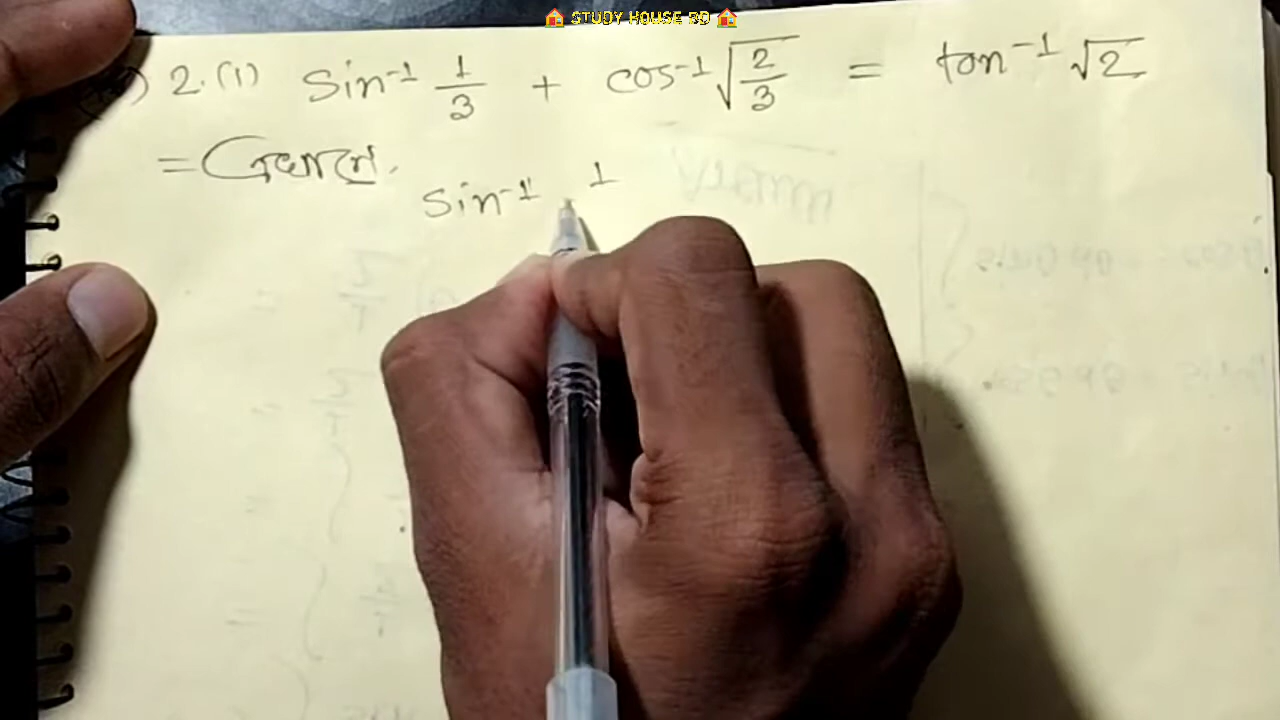 🏠 STUDY HOUSE BD 🏠
2.(1) sin⁻¹ 1/3 + cos⁻¹ √2/3 = tan⁻¹ √2
= দেওয়া.
sin⁻¹ 1